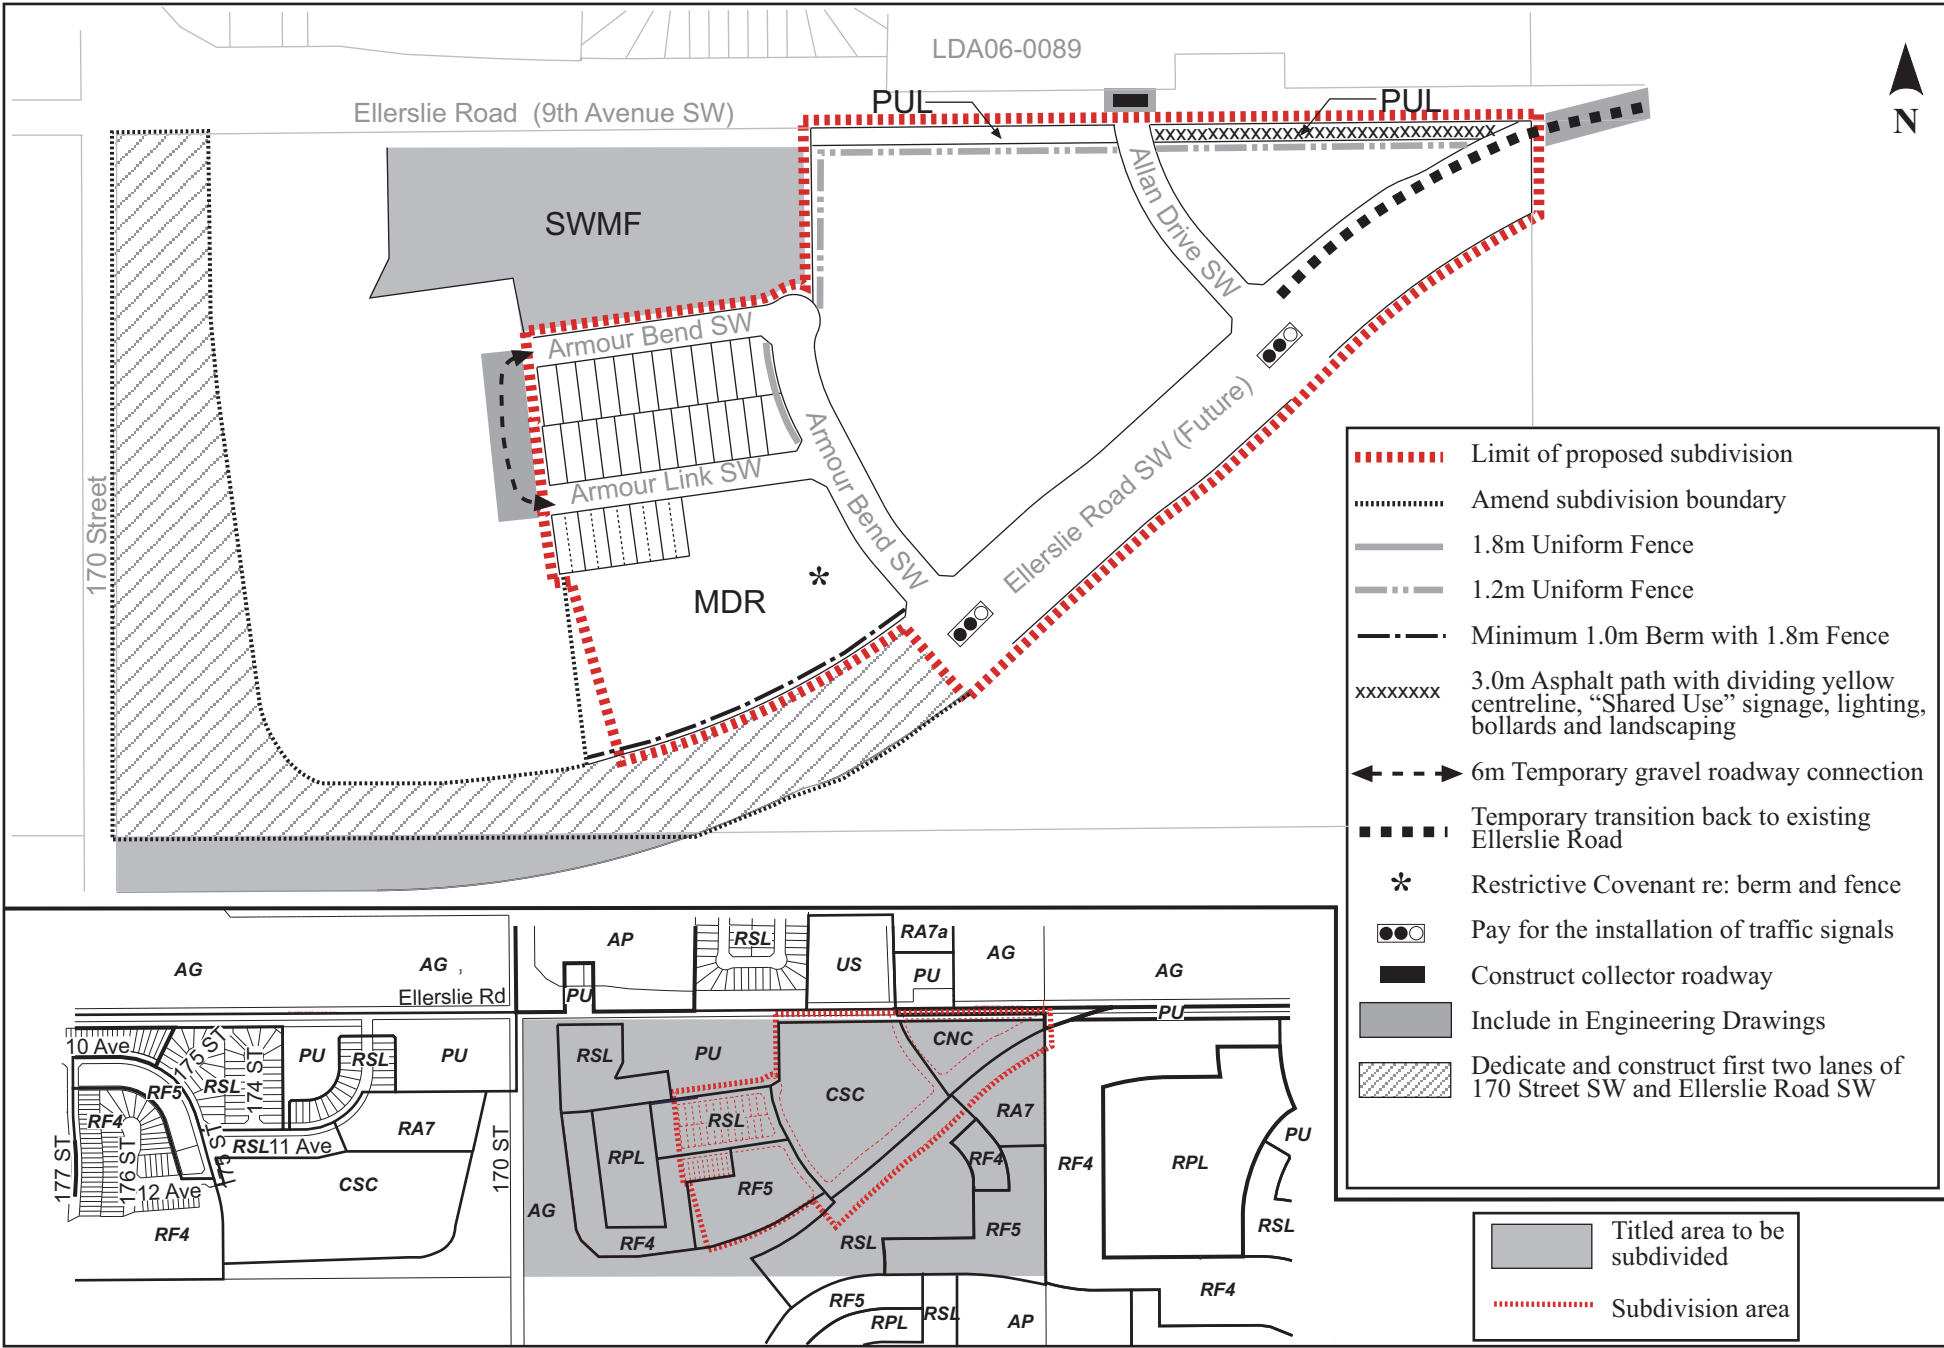 LDA06-0089
Ellerslie Road (9th Avenue SW)
PUL
PUL
N
Allan Drive SW
SWMF
Armour Bend SW
Armour Link SW
Armour Bend SW
Ellerslie Road SW (Future)
170 Street
MDR
*
Limit of proposed subdivision
Amend subdivision boundary
1.8m Uniform Fence
1.2m Uniform Fence
Minimum 1.0m Berm with 1.8m Fence
xxxxxxxx 3.0m Asphalt path with dividing yellow
centreline, “Shared Use” signage, lighting,
bollards and landscaping
6m Temporary gravel roadway connection
Temporary transition back to existing
Ellerslie Road
* Restrictive Covenant re: berm and fence
Pay for the installation of traffic signals
Construct collector roadway
Include in Engineering Drawings
Dedicate and construct first two lanes of
170 Street SW and Ellerslie Road SW
Titled area to be
subdivided
Subdivision area
AG
AG
Ellerslie Rd
AP
PU
RSL
US
RA7a
PU
AG
AG
PU
10 Ave
175 ST
RSL
174 ST
PU
RSL
PU
RF5
RF4
177 ST
176 ST
175 ST
RSL
11 Ave
12 Ave
RF4
RA7
CSC
170 ST
RSL
PU
CNC
CSC
RSL
RPL
RF5
AG
RF4
RA7
RF4
RF5
RSL
RF4
RPL
PU
RSL
RF4
RF5
RPL
RSL
AP